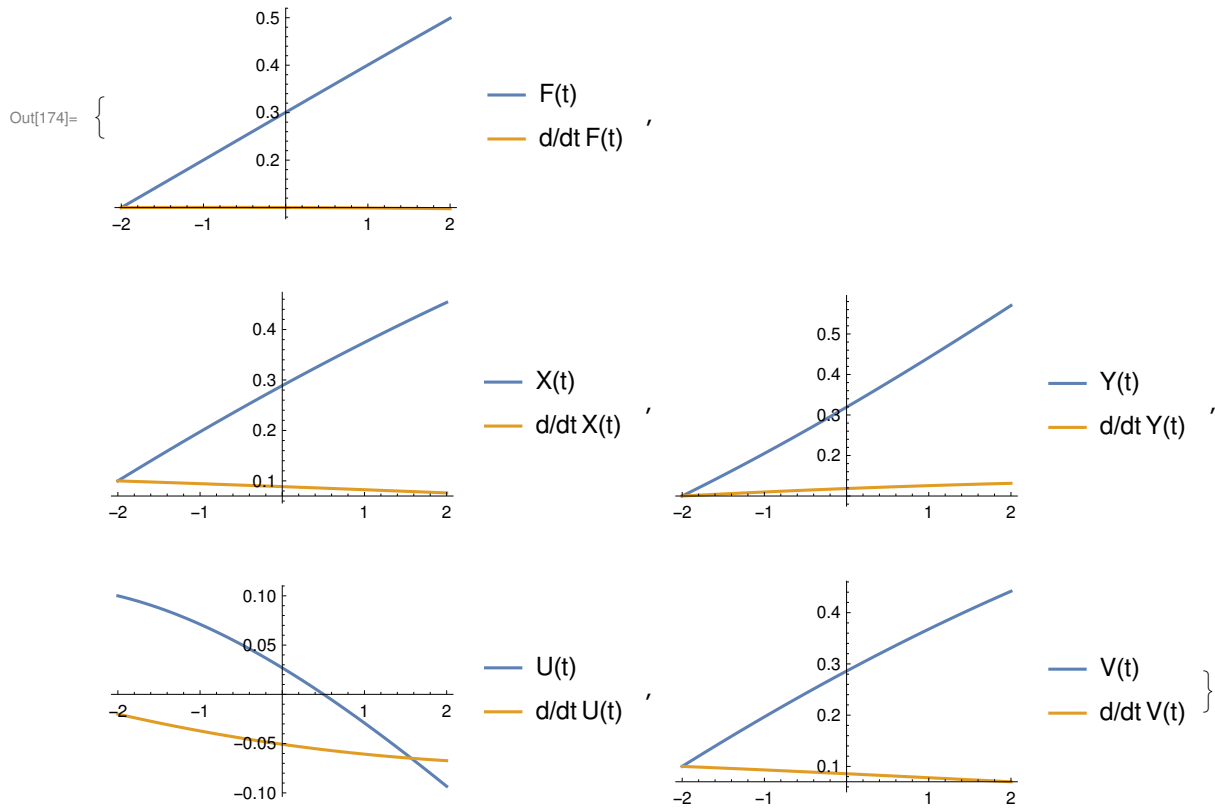 Out[174]= {
0.5
0.4
0.3
0.2
-2 -1 1 2
F(t)
d/dt F(t) ,
0.4
0.3
0.2
0.1
-2 -1 1 2
X(t)
d/dt X(t) ,
0.5
0.4
0.3
0.2
-2 -1 1 2
Y(t)
d/dt Y(t) ,
0.10
0.05
-2 -1 1 2
-0.05
-0.10
U(t)
d/dt U(t) ,
0.4
0.3
0.2
0.1
-2 -1 1 2
V(t)
d/dt V(t) }